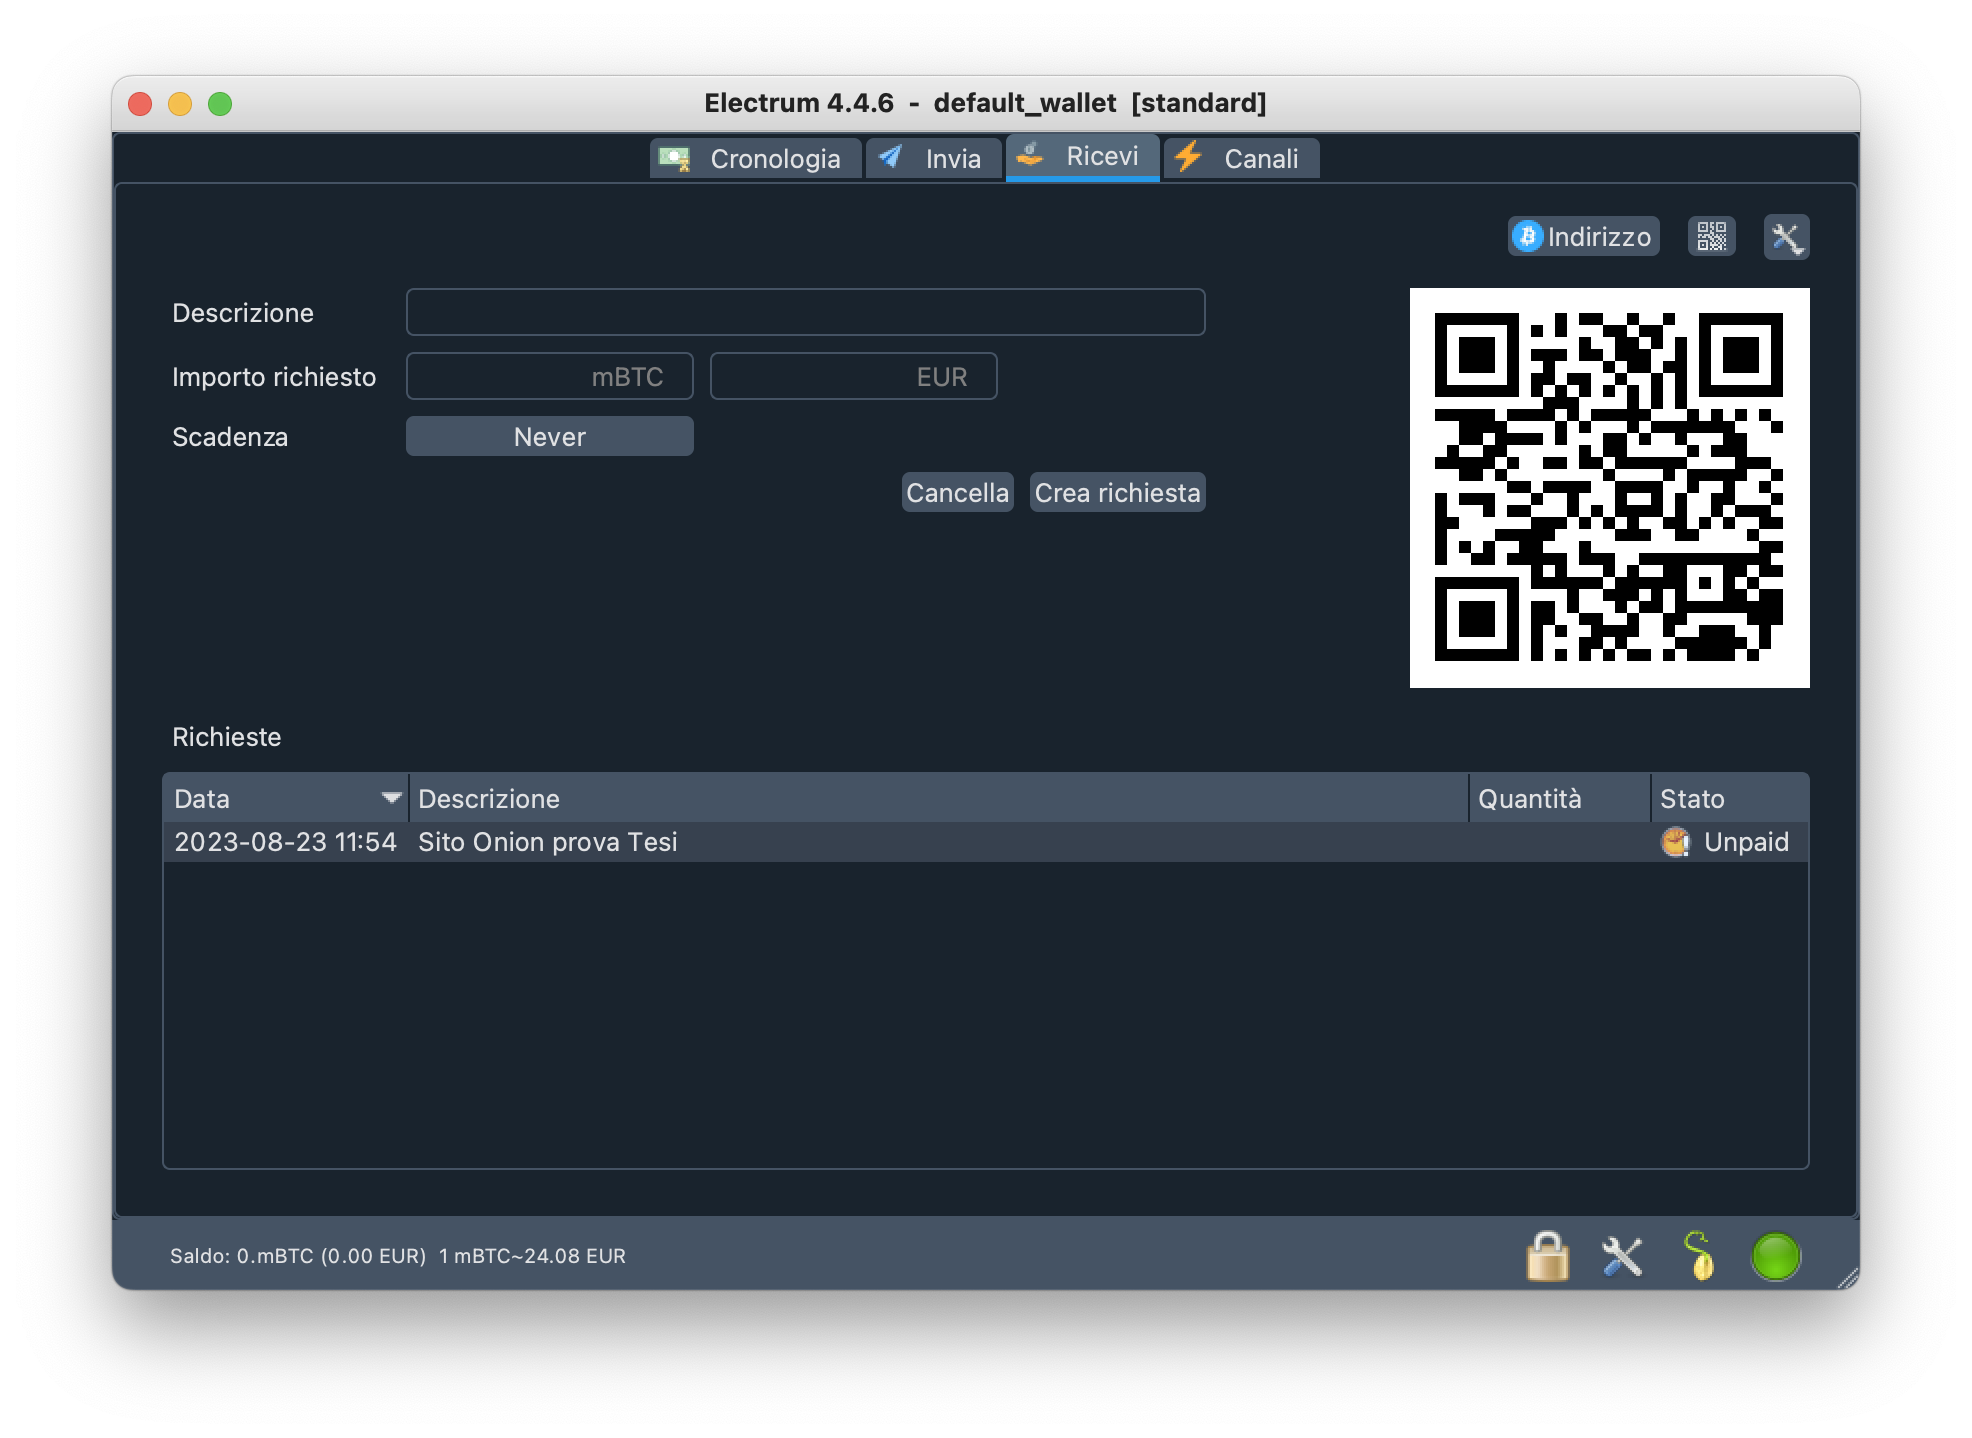 Electrum 4.4.6 - default_wallet [standard]
Cronologia Invia Ricevi Canali
Indirizzo
Descrizione
Importo richiesto mBTC EUR
Scadenza Never
Cancella Crea richiesta
Richieste
Data Descrizione Quantità Stato
2023-08-23 11:54 Sito Onion prova Tesi Unpaid
Saldo: 0.mBTC (0.00 EUR) 1 mBTC~24.08 EUR